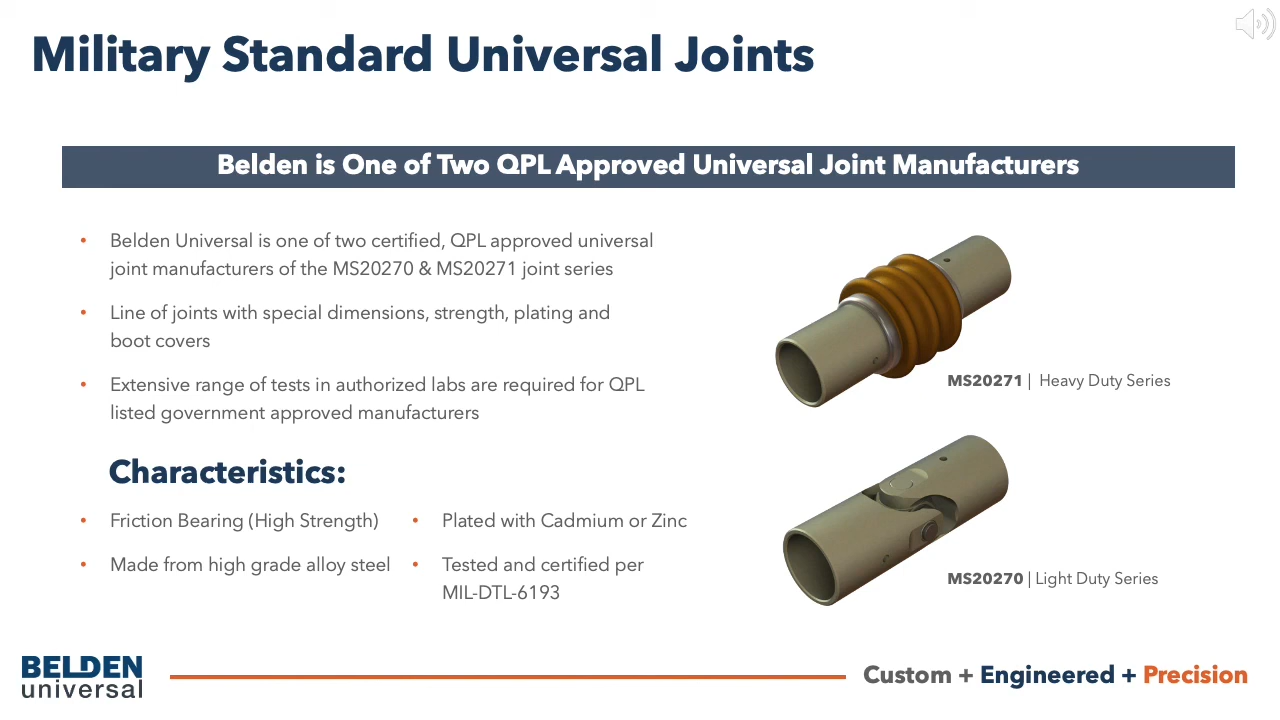 Military Standard Universal Joints
Belden is One of Two QPL Approved Universal Joint Manufacturers
• Belden Universal is one of two certified, QPL approved universal
joint manufacturers of the MS20270 & MS20271 joint series
• Line of joints with special dimensions, strength, plating and
boot covers
• Extensive range of tests in authorized labs are required for QPL
listed government approved manufacturers
Characteristics:
• Friction Bearing (High Strength)
• Made from high grade alloy steel
• Plated with Cadmium or Zinc
• Tested and certified per
MIL-DTL-6193
MS20271 | Heavy Duty Series
MS20270 | Light Duty Series
BELDEN
universal
Custom + Engineered + Precision